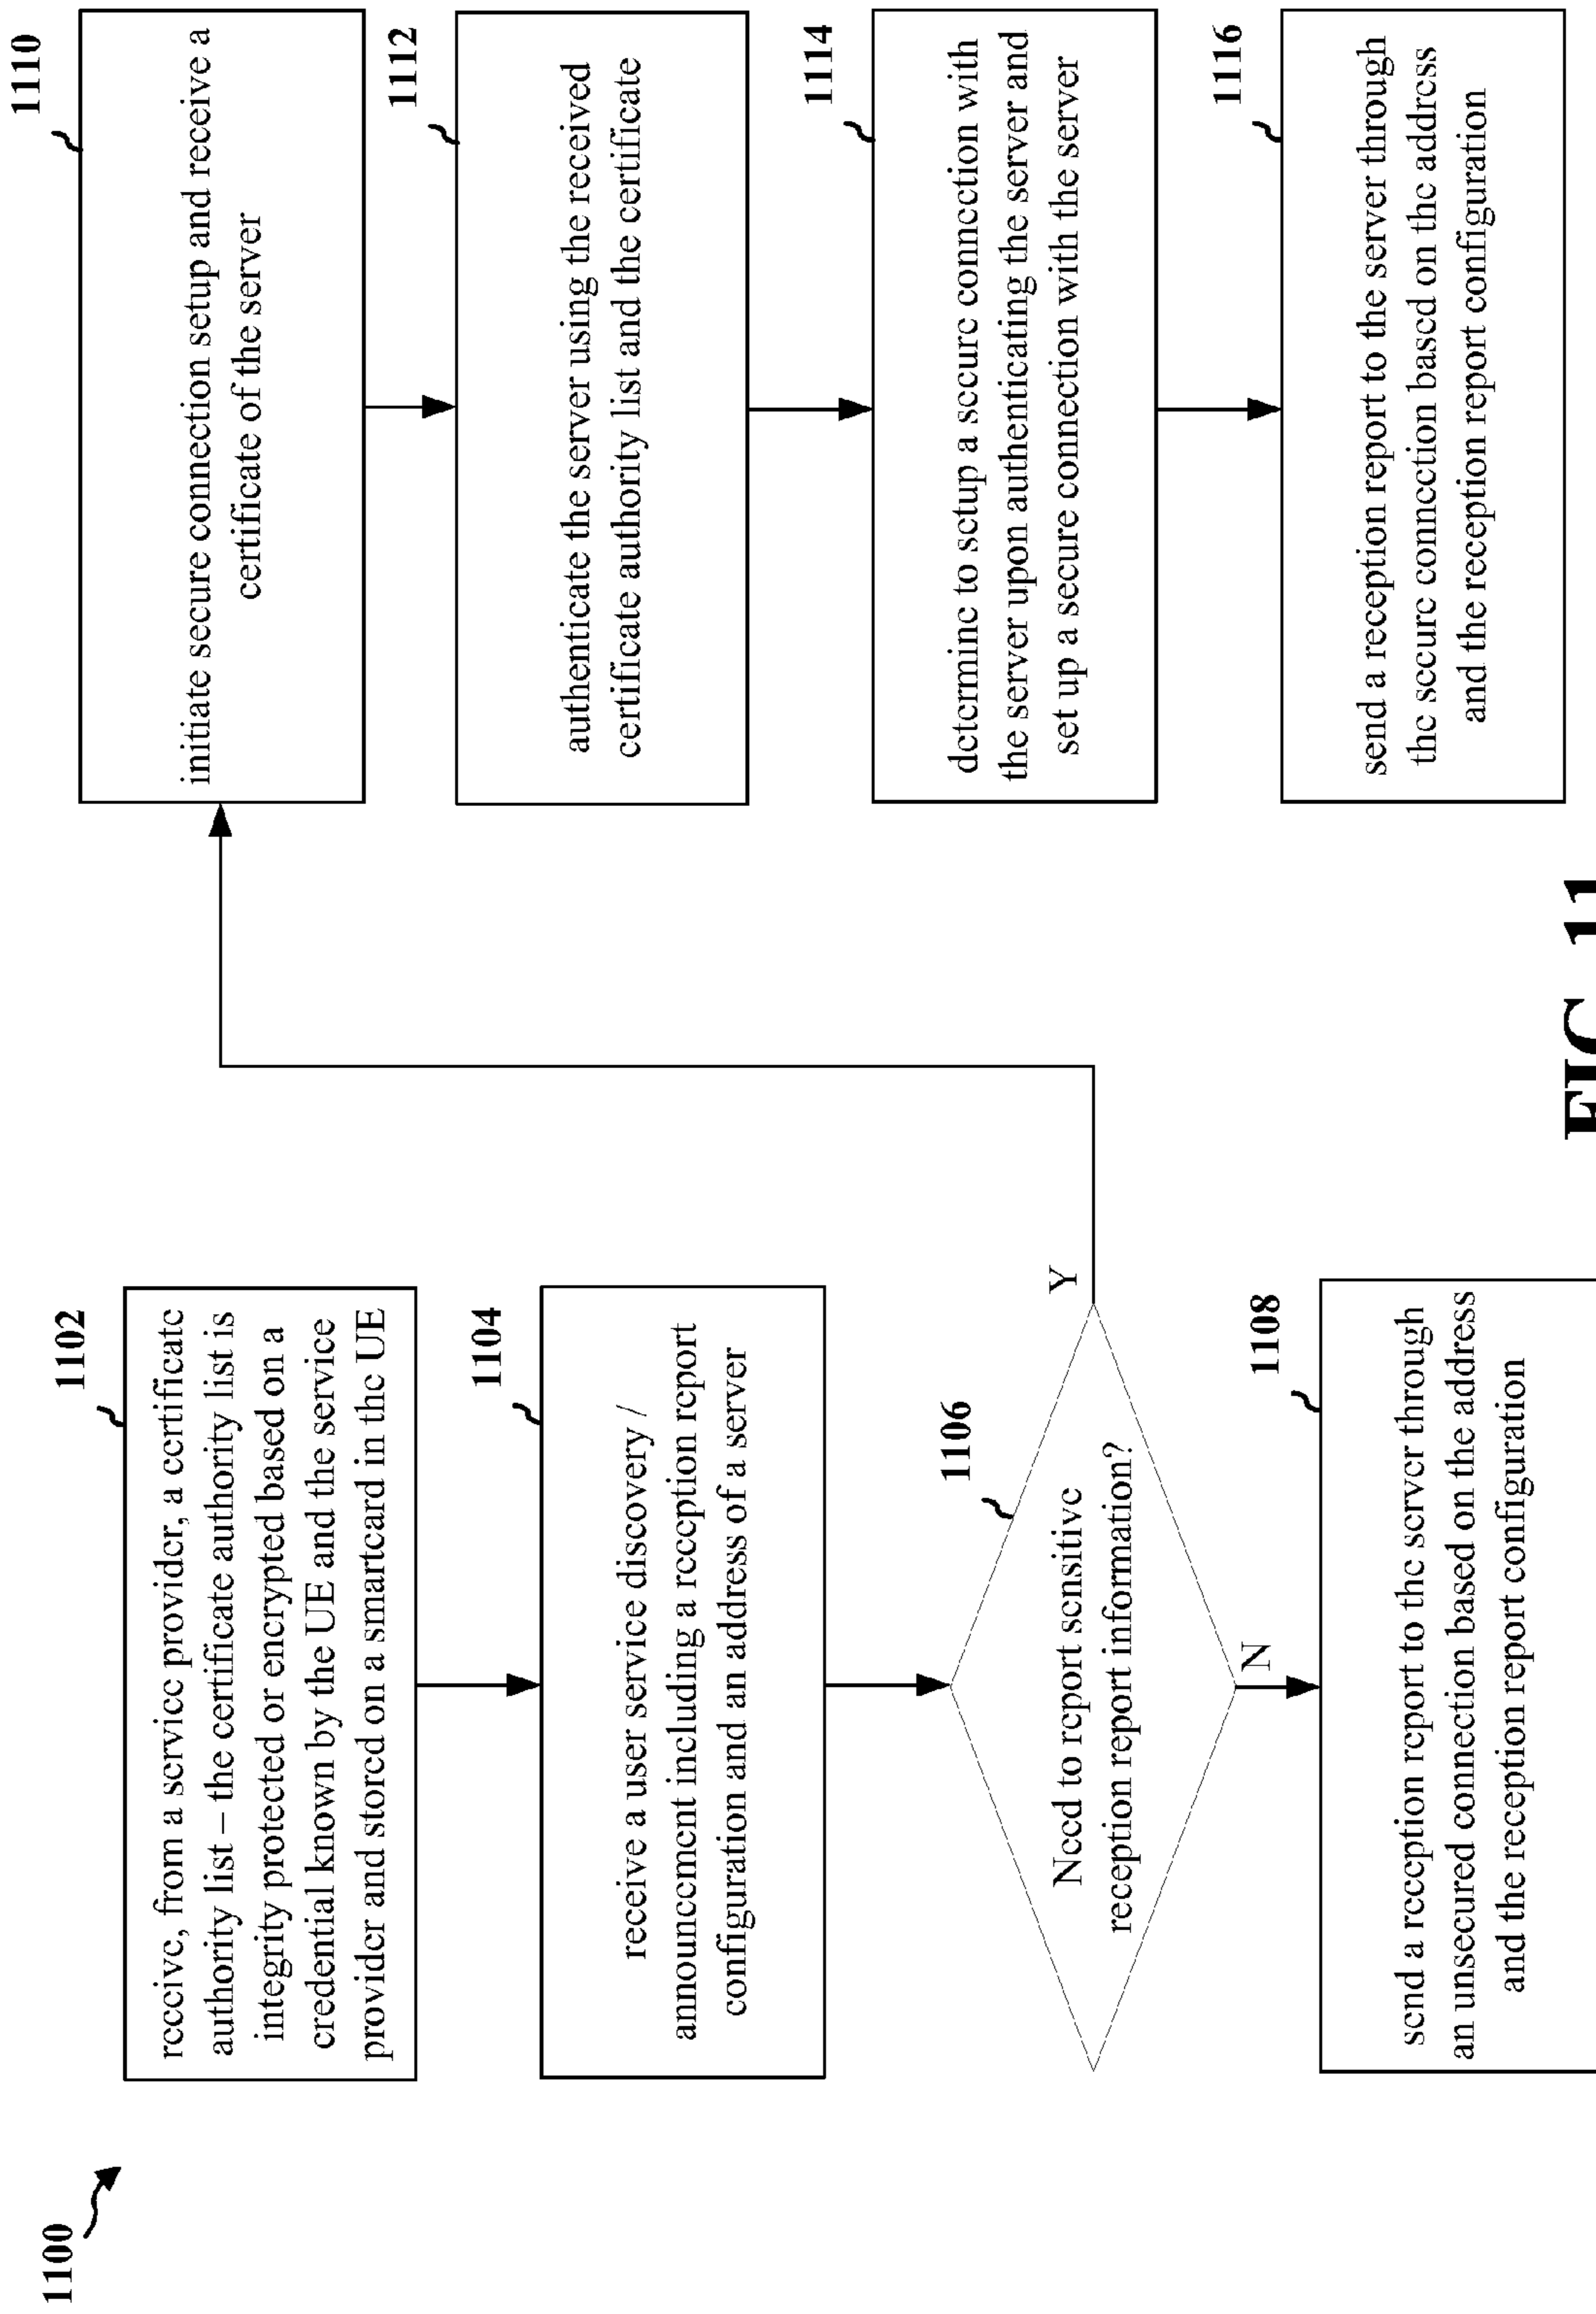 1100
1102
receive, from a service provider, a certificate
authority list – the certificate authority list is
integrity protected or encrypted based on a
credential known by the UE and the service
provider and stored on a smartcard in the UE
1104
receive a user service discovery /
announcement including a reception report
configuration and an address of a server
1106
Need to report sensitive
reception report information?
Y
N
1108
send a reception report to the server through
an unsecured connection based on the address
and the reception report configuration
1110
initiate secure connection setup and receive a
certificate of the server
1112
authenticate the server using the received
certificate authority list and the certificate
1114
determine to setup a secure connection with
the server upon authenticating the server and
set up a secure connection with the server
1116
send a reception report to the server through
the secure connection based on the address
and the reception report configuration
FIG. 11